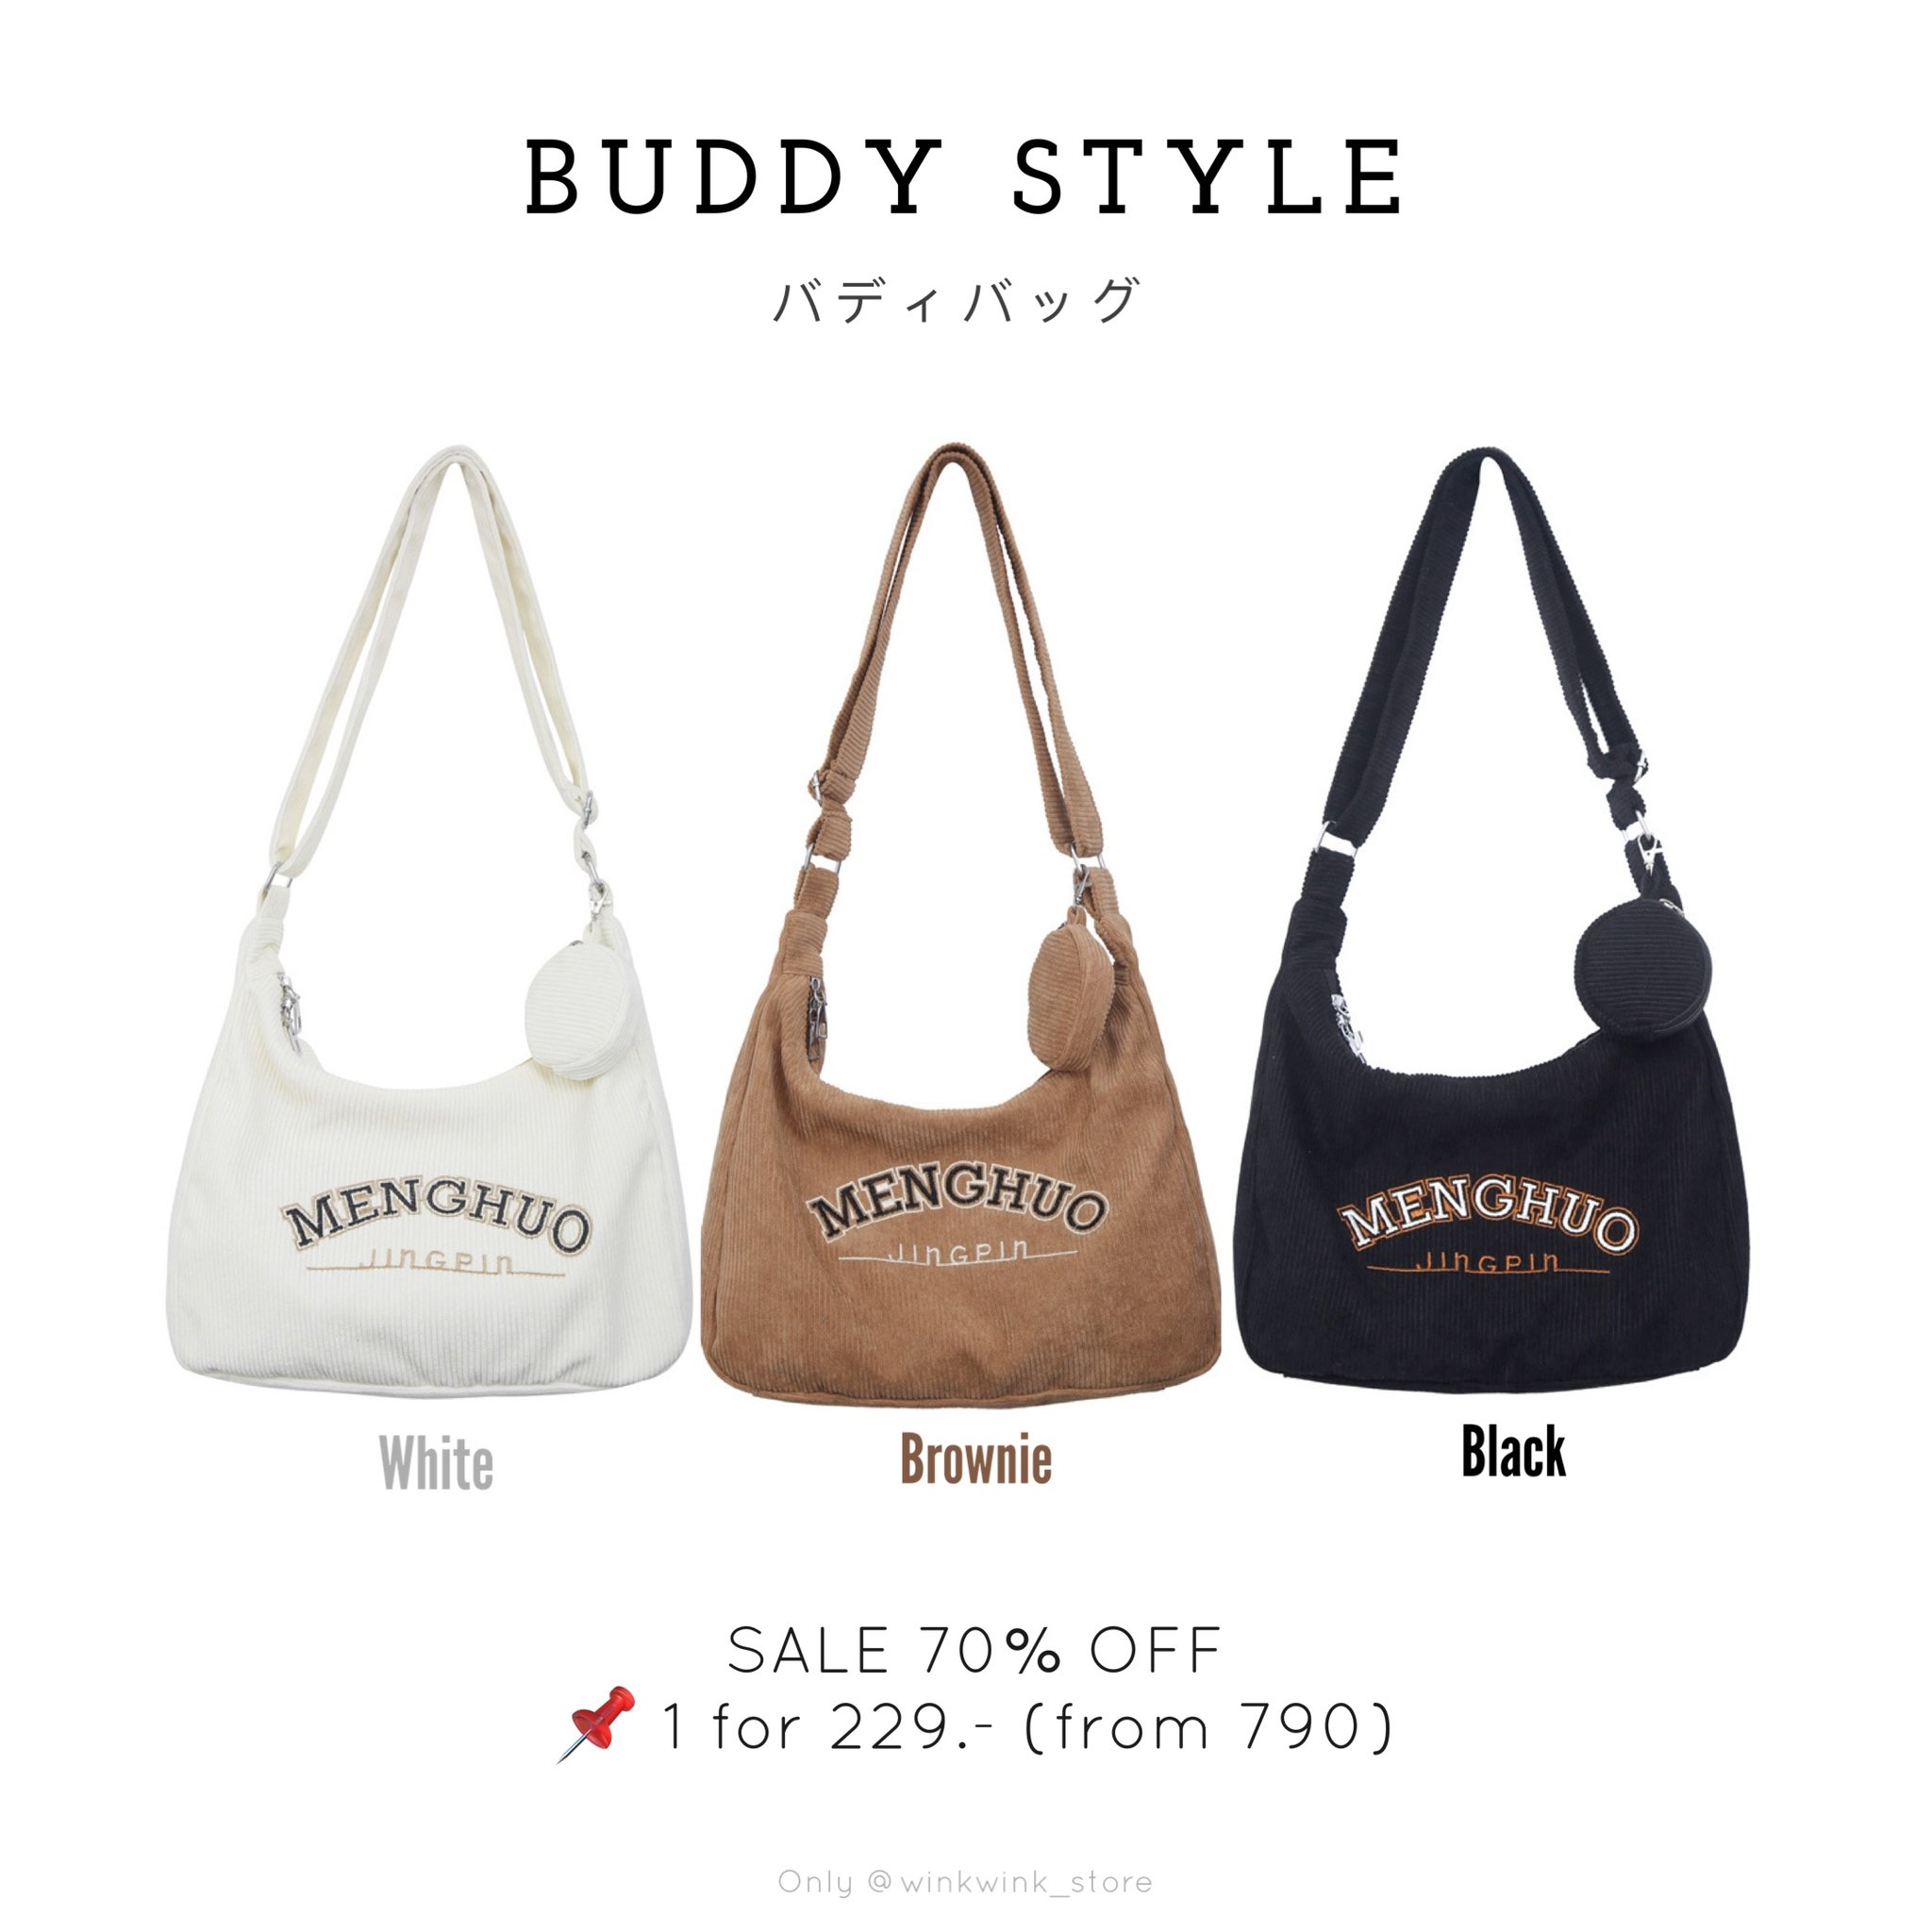 BUDDY STYLE
バディバッグ
MENGHUO
JINGPIN
MENGHUO
JINGPIN
MENGHUO
JINGPIN
White
Brownie
Black
SALE 70% OFF
📌 1 for 229.- (from 790)
Only @winkwink_store